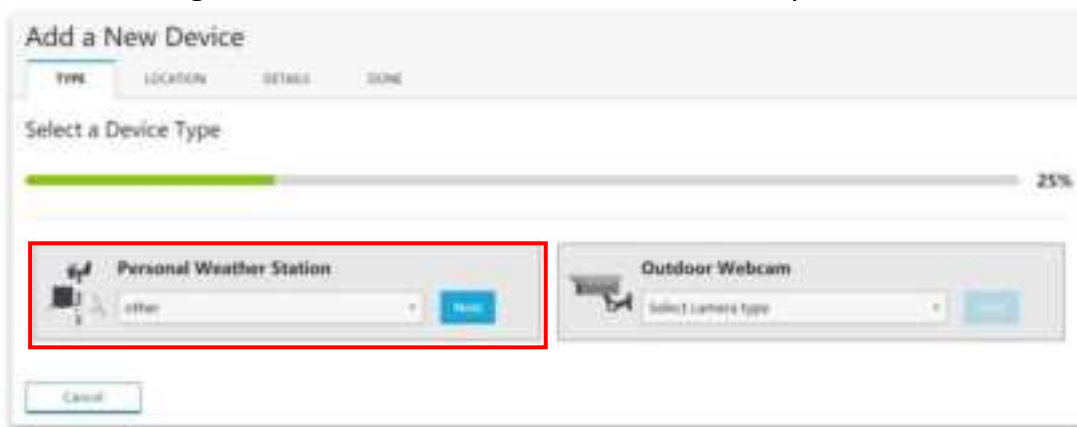 Add a New Device
TYPE LOCATION DETAILS DONE
Select a Device Type
25%
Personal Weather Station
other Next
Outdoor Webcam
Select camera type Next
Cancel